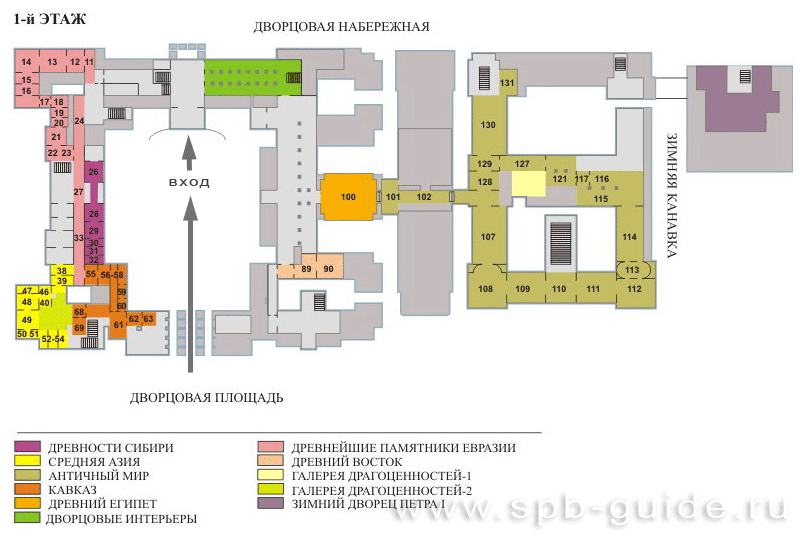 1-й ЭТАЖ
ДВОРЦОВАЯ НАБЕРЕЖНАЯ
14 13 12 11
15
16
17 18
19
20
24
21
22 23
26
27
28
29
30
31
32
33
38
39
55 56 58
59
60
47 46
48 40
49
50 51
52-54
68
69
61
62 63
ВХОД
100
101 102
89 90
131
130
129 127
128
121 117 116
115
107
114
113
108 109 110 111 112
ЗИМНЯЯ КАНАВКА
ДВОРЦОВАЯ ПЛОЩАДЬ
ДРЕВНОСТИ СИБИРИ
СРЕДНЯЯ АЗИЯ
АНТИЧНЫЙ МИР
КАВКАЗ
ДРЕВНИЙ ЕГИПЕТ
ДВОРЦОВЫЕ ИНТЕРЬЕРЫ
ДРЕВНЕЙШИЕ ПАМЯТНИКИ ЕВРАЗИИ
ДРЕВНИЙ ВОСТОК
ГАЛЕРЕЯ ДРАГОЦЕННОСТЕЙ-1
ГАЛЕРЕЯ ДРАГОЦЕННОСТЕЙ-2
ЗИМНИЙ ДВОРЕЦ ПЕТРА I
www.spb-guide.ru